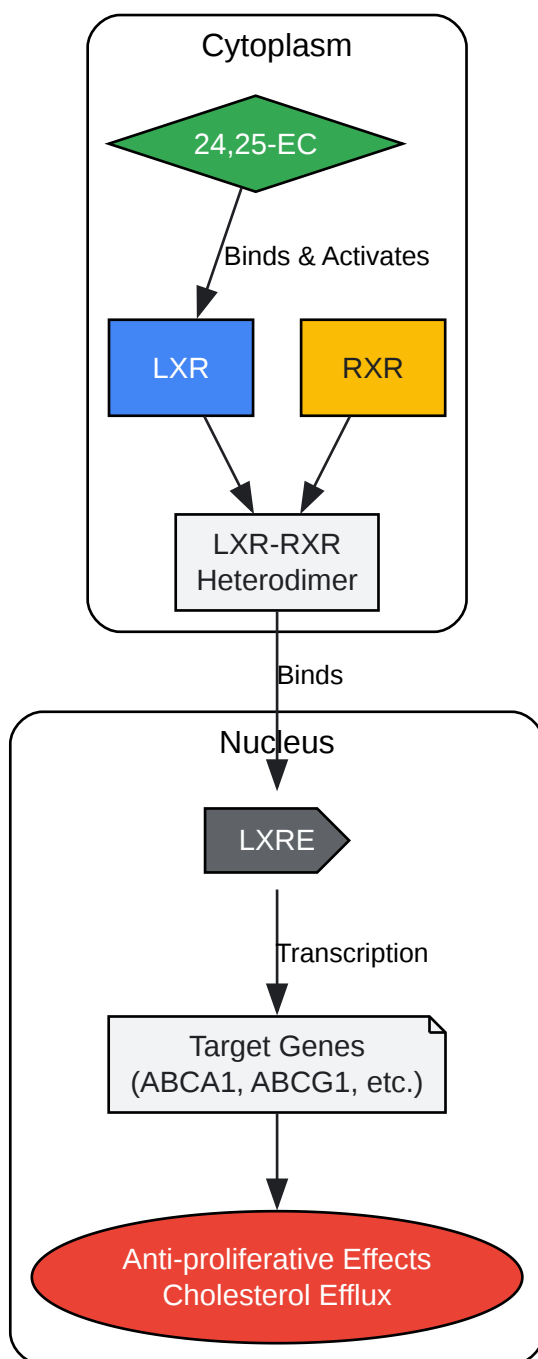 Cytoplasm
24,25-EC
Binds & Activates
LXR
RXR
LXR-RXR
Heterodimer
Binds
Nucleus
LXRE
Transcription
Target Genes
(ABCA1, ABCG1, etc.)
Anti-proliferative Effects
Cholesterol Efflux